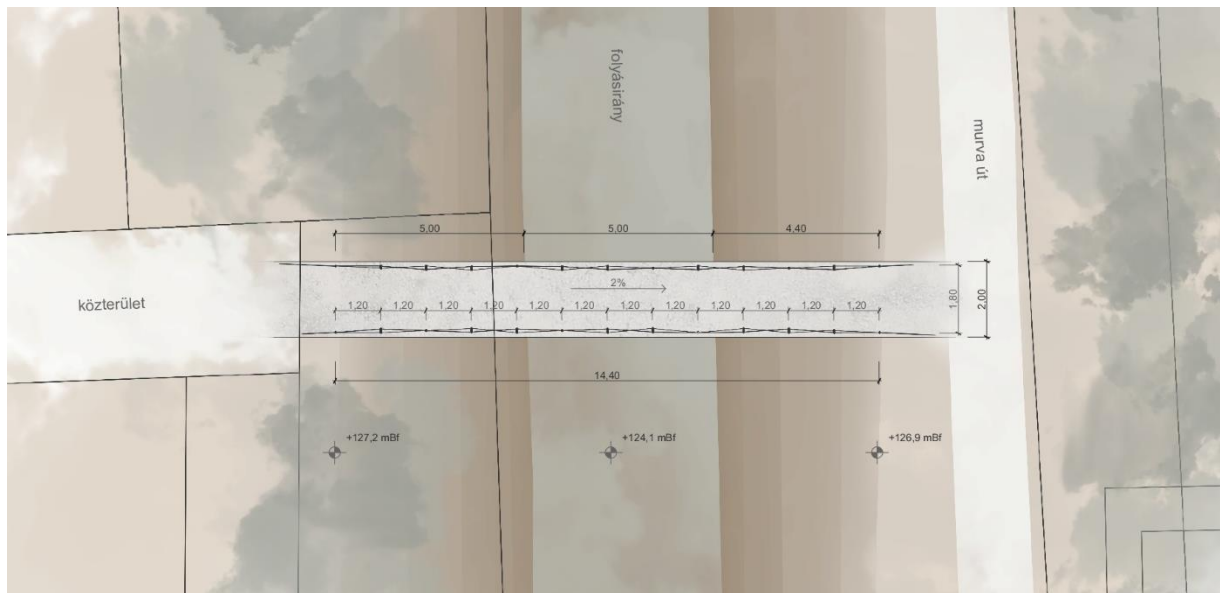 folyásirány
murva út
5,00 5,00 4,40
közterület
2%
1,20 1,20 1,20 1,20 1,20 1,20 1,20 1,20 1,20 1,20 1,20 1,20
1,80
2,00
14,40
+127,2 mBf
+124,1 mBf
+126,9 mBf